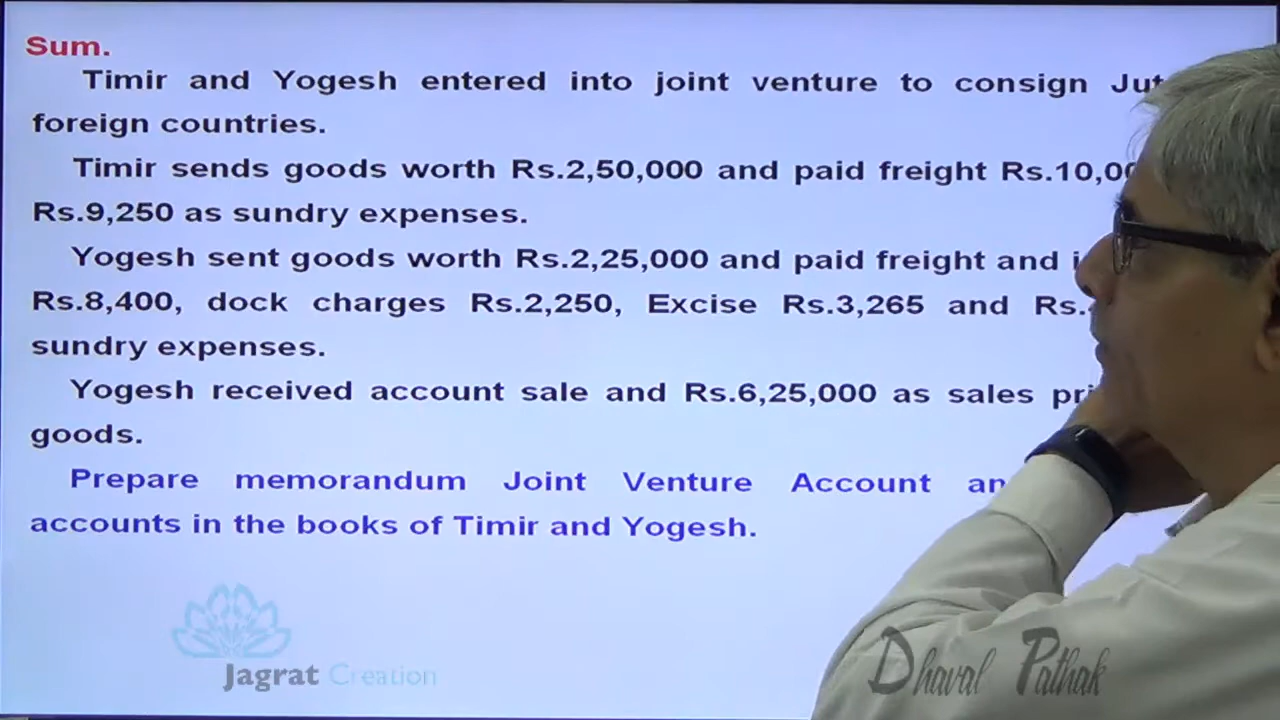 Sum.
Timir and Yogesh entered into joint venture to consign
foreign countries.
Timir sends goods worth Rs.2,50,000 and paid freight
Rs.9,250 as sundry expenses.
Yogesh sent goods worth Rs.2,25,000 and paid freight and
Rs.8,400, dock charges Rs.2,250, Excise Rs.3,265 and Rs.
sundry expenses.
Yogesh received account sale and Rs.6,25,000 as sales
goods.
Prepare memorandum Joint Venture Account
accounts in the books of Timir and Yogesh.
Jagrat Creation
Dhaval Pathak